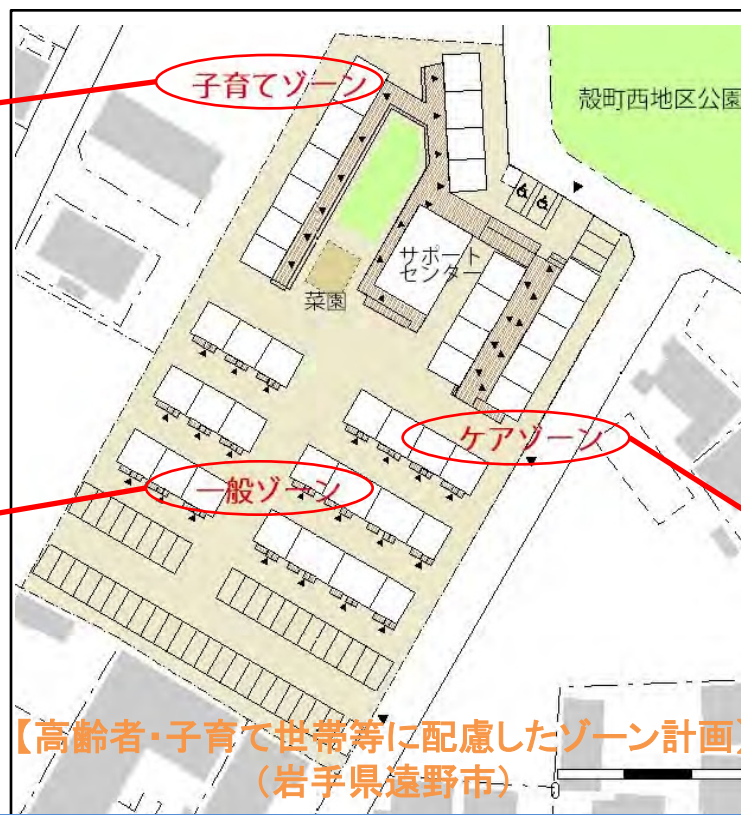 子育てゾーン
殻町西地区公園
サポート
センター
菜園
ケアゾーン
一般ゾーン
【高齢者・子育て世帯等に配慮したゾーン計画】
（岩手県遠野市）